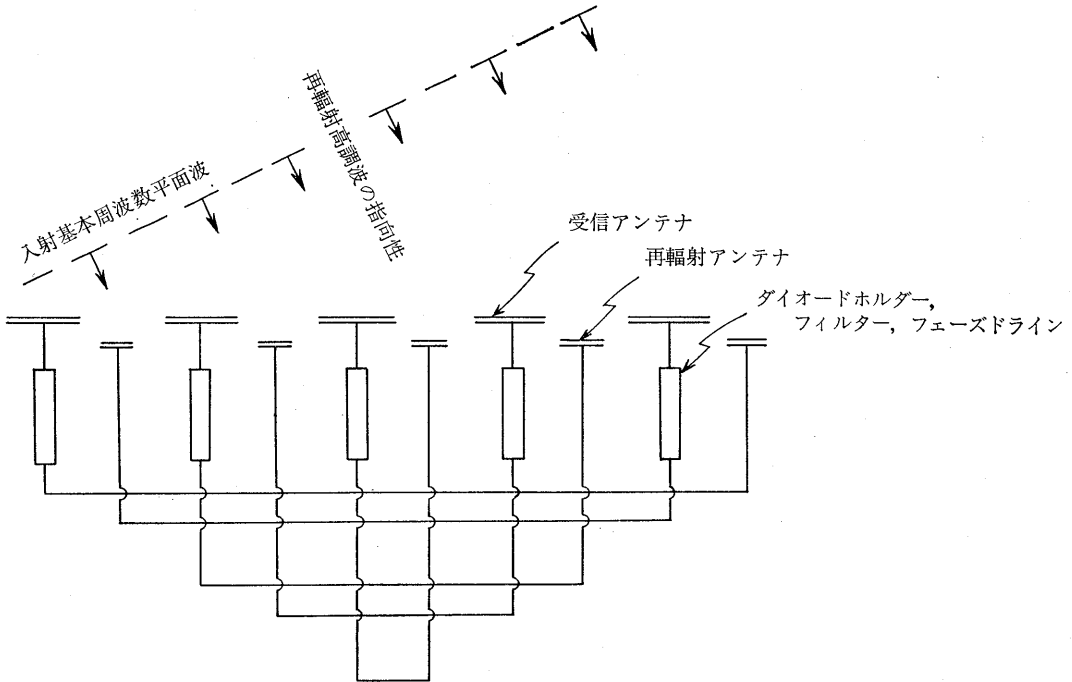 入射基本周波数平面波
再輻射高調波の指向性
受信アンテナ
再輻射アンテナ
ダイオードホルダー,
フィルター, フェーズドライン